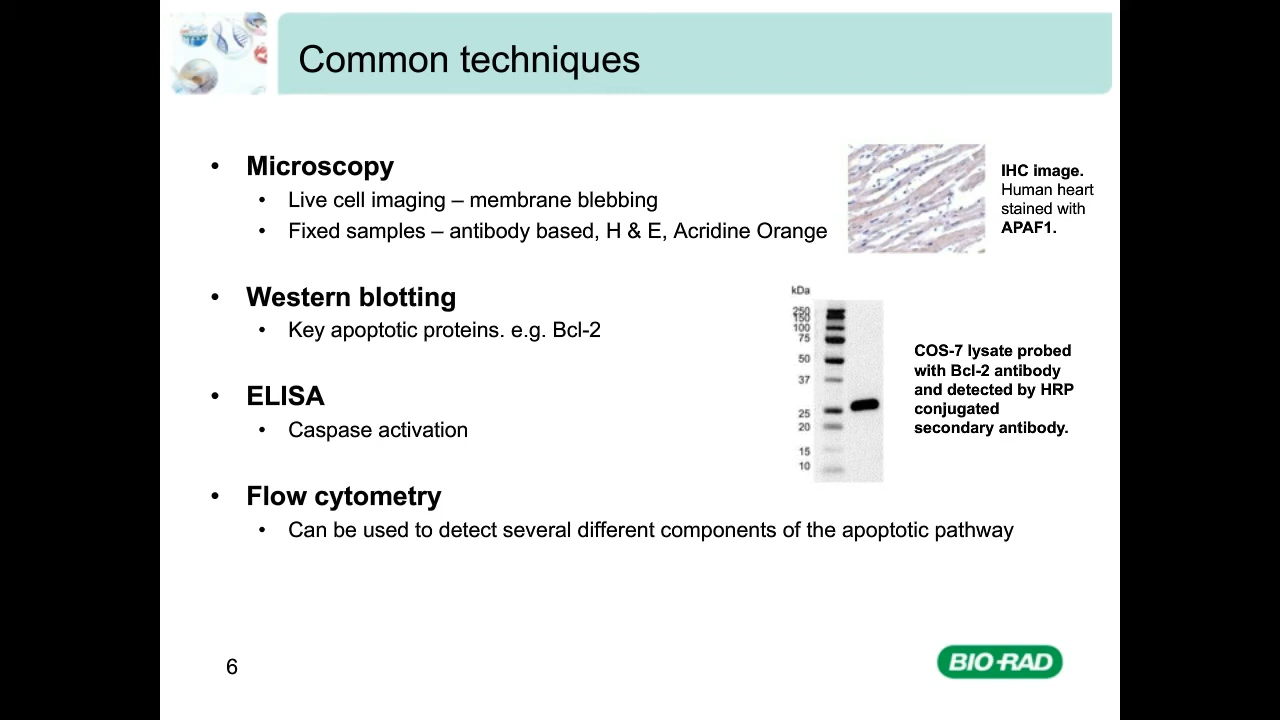 Common techniques
• Microscopy
• Live cell imaging – membrane blebbing
• Fixed samples – antibody based, H & E, Acridine Orange
IHC image.
Human heart
stained with
APAF1.
• Western blotting
• Key apoptotic proteins. e.g. Bcl-2
kDa
250
150
100
75
50
37
25
20
15
10
COS-7 lysate probed
with Bcl-2 antibody
and detected by HRP
conjugated
secondary antibody.
• ELISA
• Caspase activation
• Flow cytometry
• Can be used to detect several different components of the apoptotic pathway
6
BIO-RAD